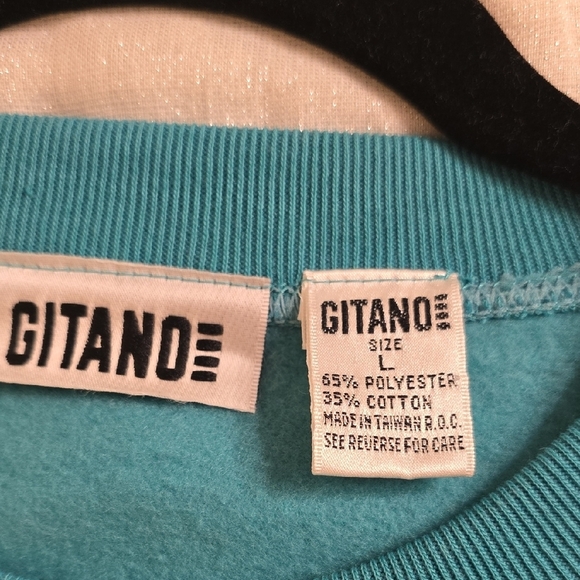 GITANO
GITANO
SIZE
L
65% POLYESTER
35% COTTON
MADE IN TAIWAN R.O.C.
SEE REVERSE FOR CARE